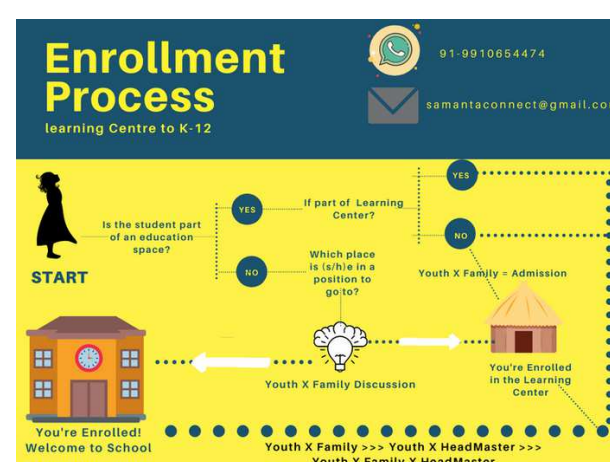 Enrollment
Process
learning Centre to K-12
91-9910654474
samantaconnect@gmail.co
START
Is the student part
of an education
space?
YES
NO
If part of Learning
Center?
YES
NO
Which place
is (s/h)e in a
position to
go to?
Youth X Family = Admission
Youth X Family Discussion
You're Enrolled
in the Learning
Center
You're Enrolled!
Welcome to School
Youth X Family >>> Youth X HeadMaster >>>
Youth X Family X HeadMaster